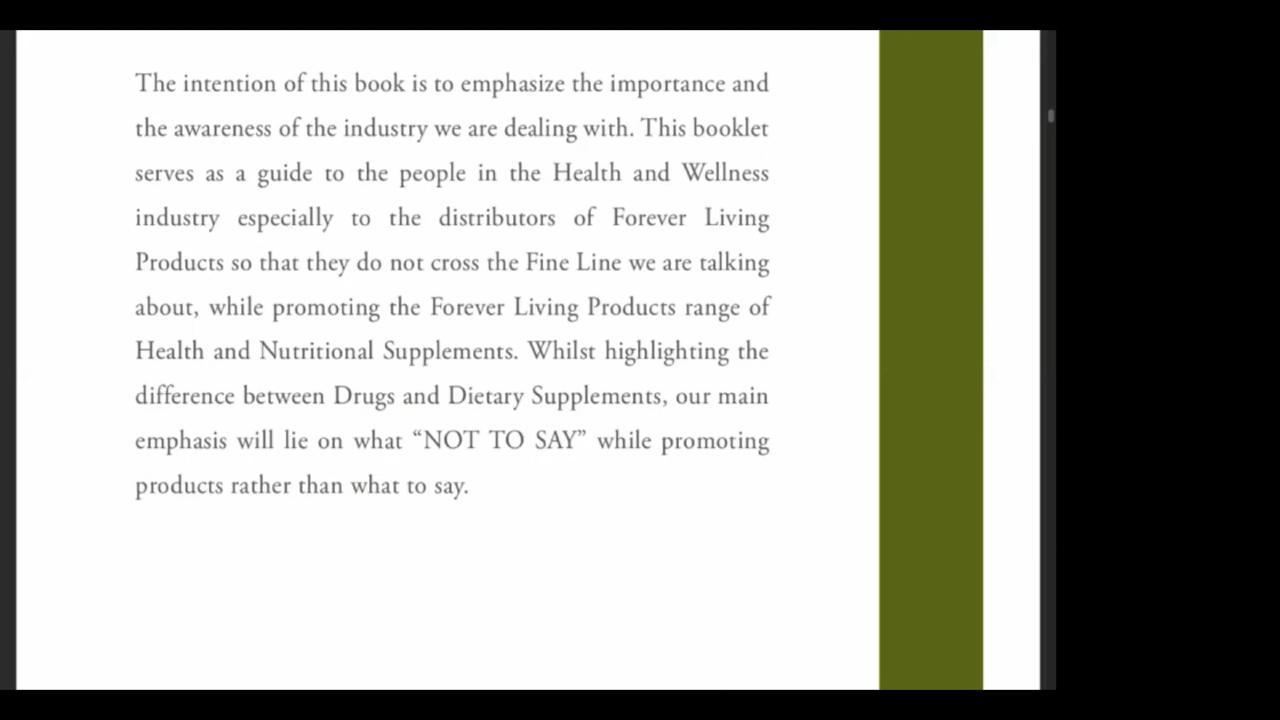 The intention of this book is to emphasize the importance and
the awareness of the industry we are dealing with. This booklet
serves as a guide to the people in the Health and Wellness
industry especially to the distributors of Forever Living
Products so that they do not cross the Fine Line we are talking
about, while promoting the Forever Living Products range of
Health and Nutritional Supplements. Whilst highlighting the
difference between Drugs and Dietary Supplements, our main
emphasis will lie on what “NOT TO SAY” while promoting
products rather than what to say.